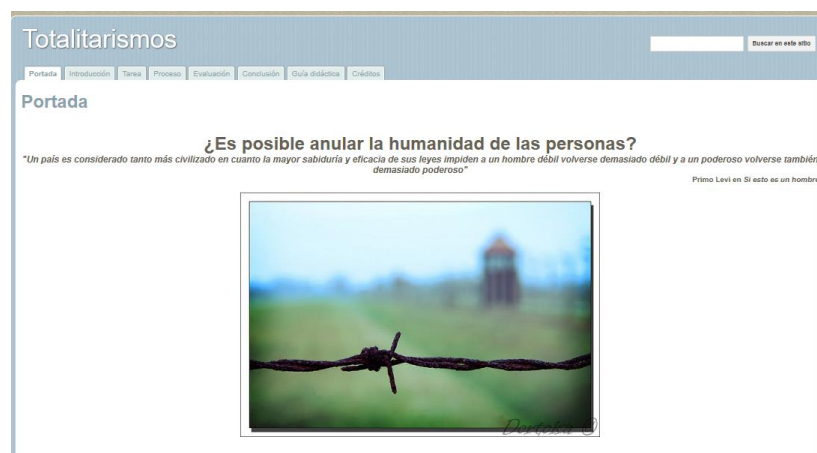 Totalitarismos
Buscar en este sitio
Portada
Introducción
Tarea
Proceso
Evaluación
Conclusión
Guía didáctica
Créditos
Portada
¿Es posible anular la humanidad de las personas?
"Un país es considerado tanto más civilizado en cuanto la mayor sabiduría y eficacia de sus leyes impiden a un hombre débil volverse demasiado débil y a un poderoso volverse también
demasiado poderoso"
Primo Levi en Si esto es un hombre